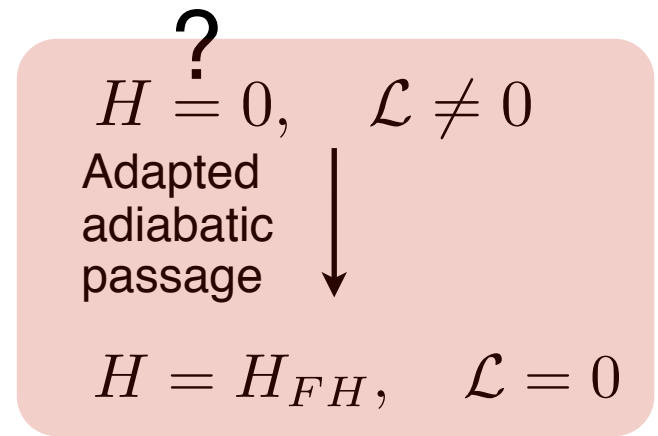 ?
H = 0, ℒ ≠ 0
Adapted
adiabatic
passage
H = H_{FH}, ℒ = 0